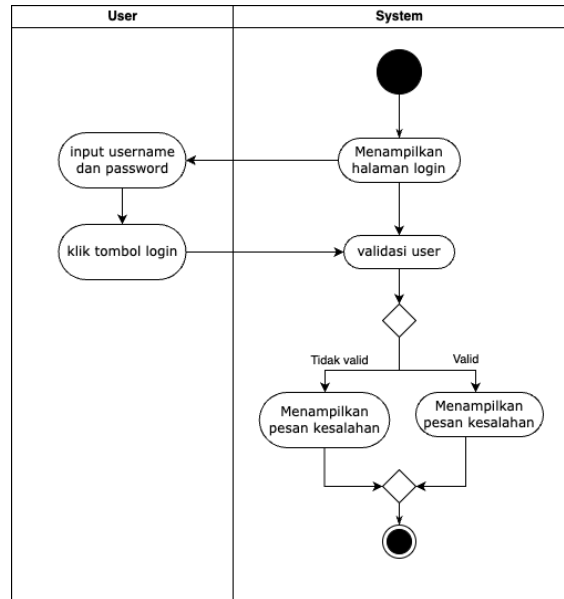 User
System
Menampilkan
halaman login
input username
dan password
klik tombol login
validasi user
Tidak valid
Valid
Menampilkan
pesan kesalahan
Menampilkan
pesan kesalahan